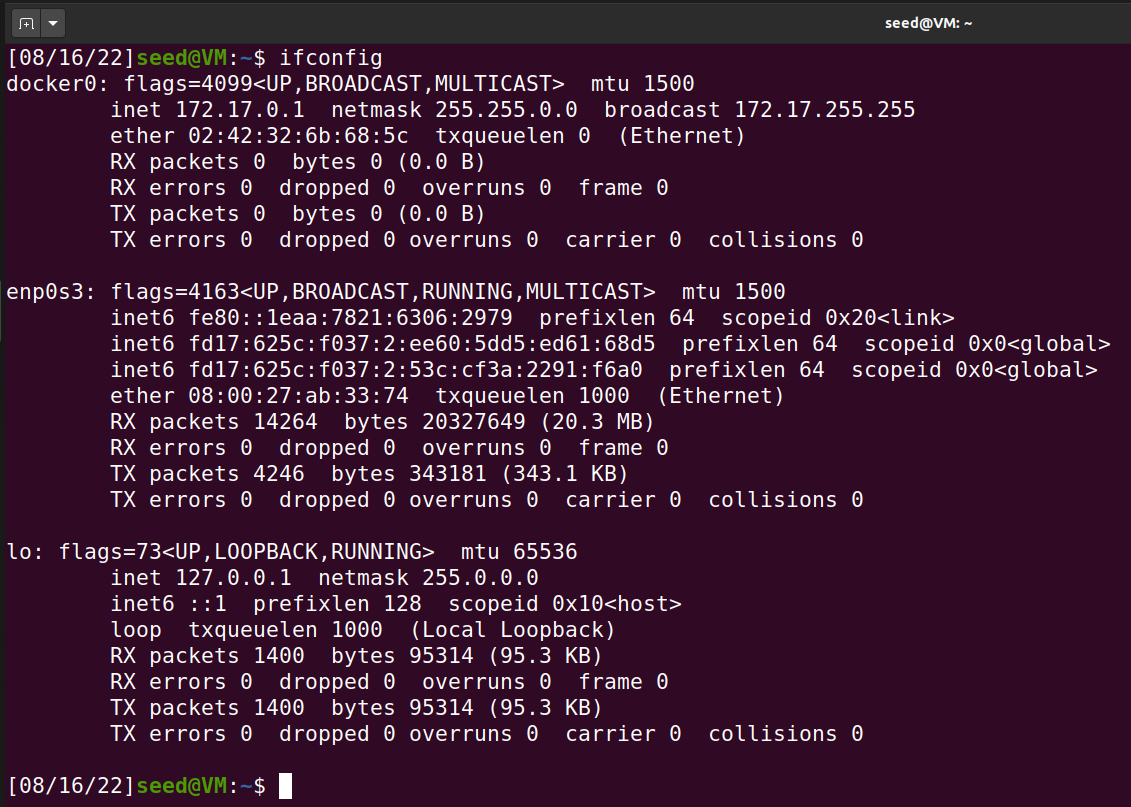 seed@VM: ~
[08/16/22]seed@VM:~$ ifconfig
docker0: flags=4099<UP,BROADCAST,MULTICAST>  mtu 1500
        inet 172.17.0.1  netmask 255.255.0.0  broadcast 172.17.255.255
        ether 02:42:32:6b:68:5c  txqueuelen 0  (Ethernet)
        RX packets 0  bytes 0 (0.0 B)
        RX errors 0  dropped 0  overruns 0  frame 0
        TX packets 0  bytes 0 (0.0 B)
        TX errors 0  dropped 0 overruns 0  carrier 0  collisions 0

enp0s3: flags=4163<UP,BROADCAST,RUNNING,MULTICAST>  mtu 1500
        inet6 fe80::1eaa:7821:6306:2979  prefixlen 64  scopeid 0x20<link>
        inet6 fd17:625c:f037:2:ee60:5dd5:ed61:68d5  prefixlen 64  scopeid 0x0<global>
        inet6 fd17:625c:f037:2:53c:cf3a:2291:f6a0  prefixlen 64  scopeid 0x0<global>
        ether 08:00:27:ab:33:74  txqueuelen 1000  (Ethernet)
        RX packets 14264  bytes 20327649 (20.3 MB)
        RX errors 0  dropped 0  overruns 0  frame 0
        TX packets 4246  bytes 343181 (343.1 KB)
        TX errors 0  dropped 0 overruns 0  carrier 0  collisions 0

lo: flags=73<UP,LOOPBACK,RUNNING>  mtu 65536
        inet 127.0.0.1  netmask 255.0.0.0
        inet6 ::1  prefixlen 128  scopeid 0x10<host>
        loop  txqueuelen 1000  (Local Loopback)
        RX packets 1400  bytes 95314 (95.3 KB)
        RX errors 0  dropped 0  overruns 0  frame 0
        TX packets 1400  bytes 95314 (95.3 KB)
        TX errors 0  dropped 0 overruns 0  carrier 0  collisions 0

[08/16/22]seed@VM:~$